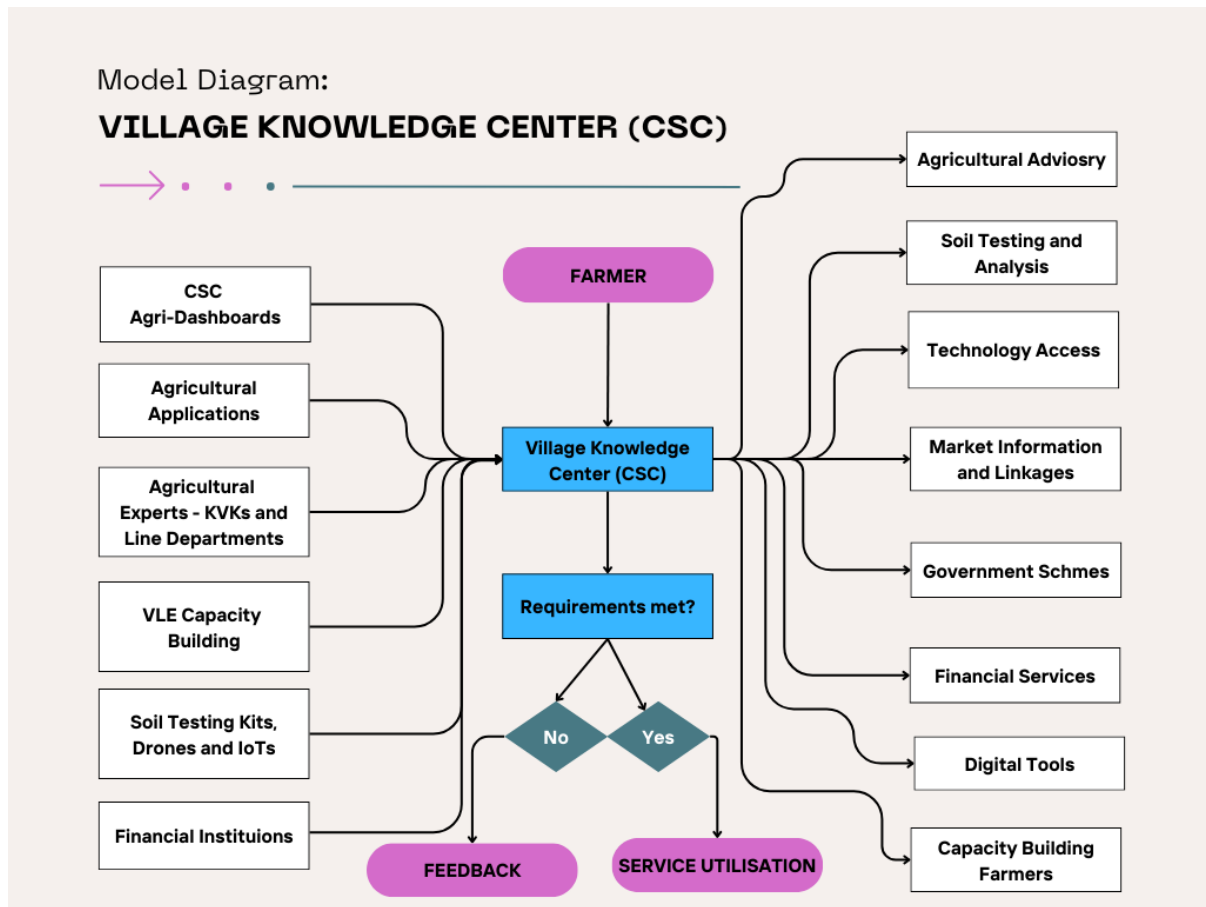 Model Diagram:
VILLAGE KNOWLEDGE CENTER (CSC)
CSC
Agri-Dashboards
Agricultural
Applications
Agricultural
Experts - KVKs and
Line Departments
VLE Capacity
Building
Soil Testing Kits,
Drones and IoTs
Financial Instituions
FARMER
Village Knowledge
Center (CSC)
Requirements met?
No
Yes
FEEDBACK
SERVICE UTILISATION
Agricultural Adviosry
Soil Testing and
Analysis
Technology Access
Market Information
and Linkages
Government Schmes
Financial Services
Digital Tools
Capacity Building
Farmers